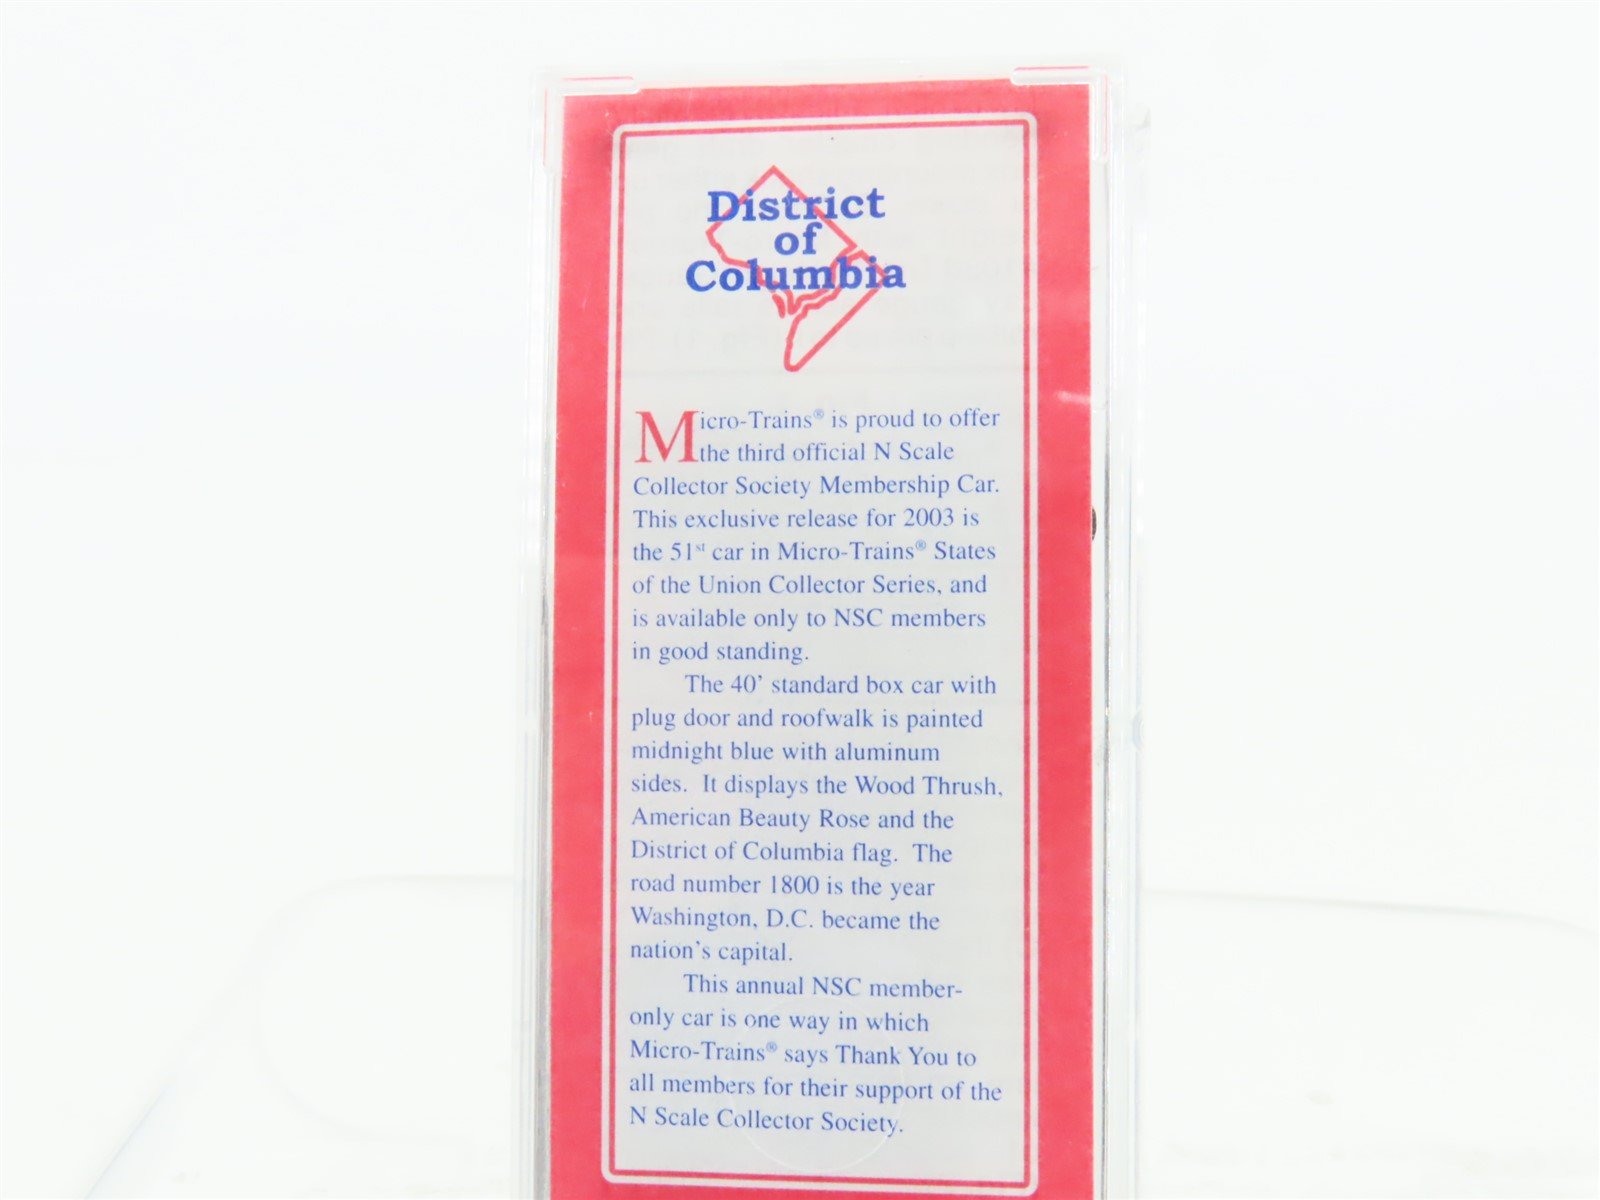 District
of
Columbia
Micro-Trains® is proud to offer
the third official N Scale
Collector Society Membership Car.
This exclusive release for 2003 is
the 51st car in Micro-Trains® States
of the Union Collector Series, and
is available only to NSC members
in good standing.
The 40’ standard box car with
plug door and roofwalk is painted
midnight blue with aluminum
sides. It displays the Wood Thrush,
American Beauty Rose and the
District of Columbia flag. The
road number 1800 is the year
Washington, D.C. became the
nation’s capital.
This annual NSC member-
only car is one way in which
Micro-Trains® says Thank You to
all members for their support of the
N Scale Collector Society.